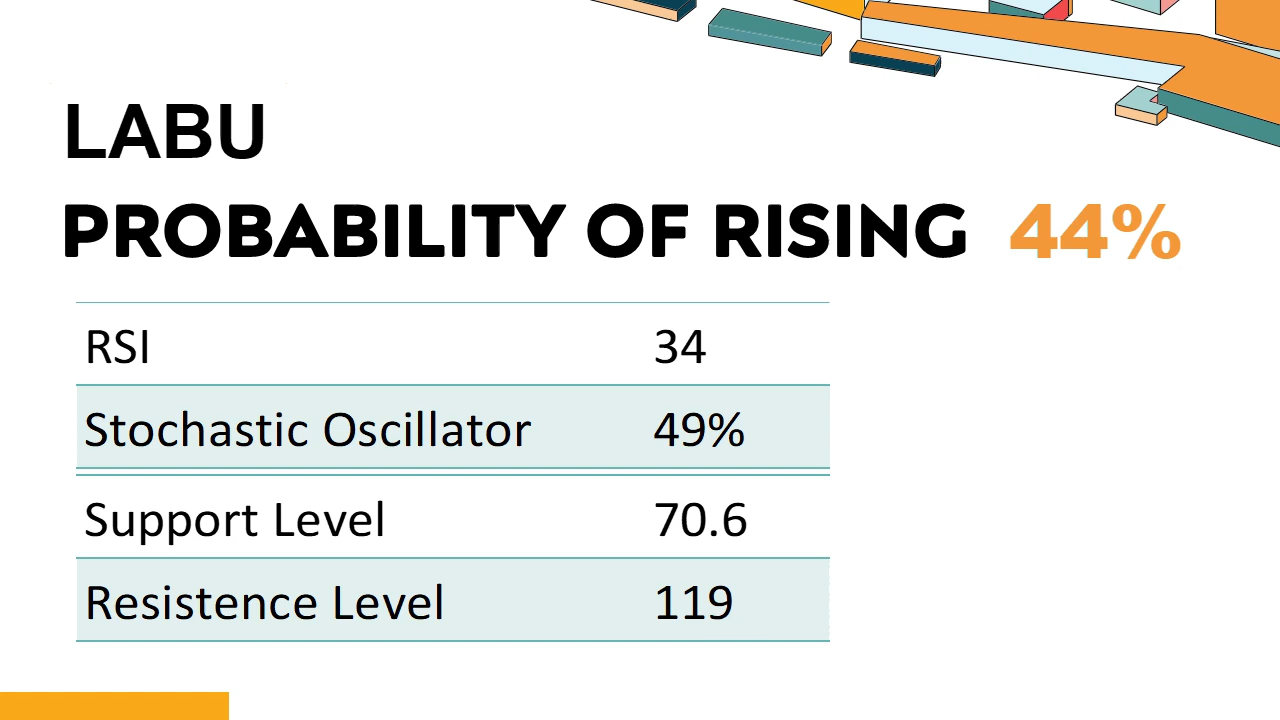 LABU
PROBABILITY OF RISING 44%
RSI 34
Stochastic Oscillator 49%
Support Level 70.6
Resistence Level 119